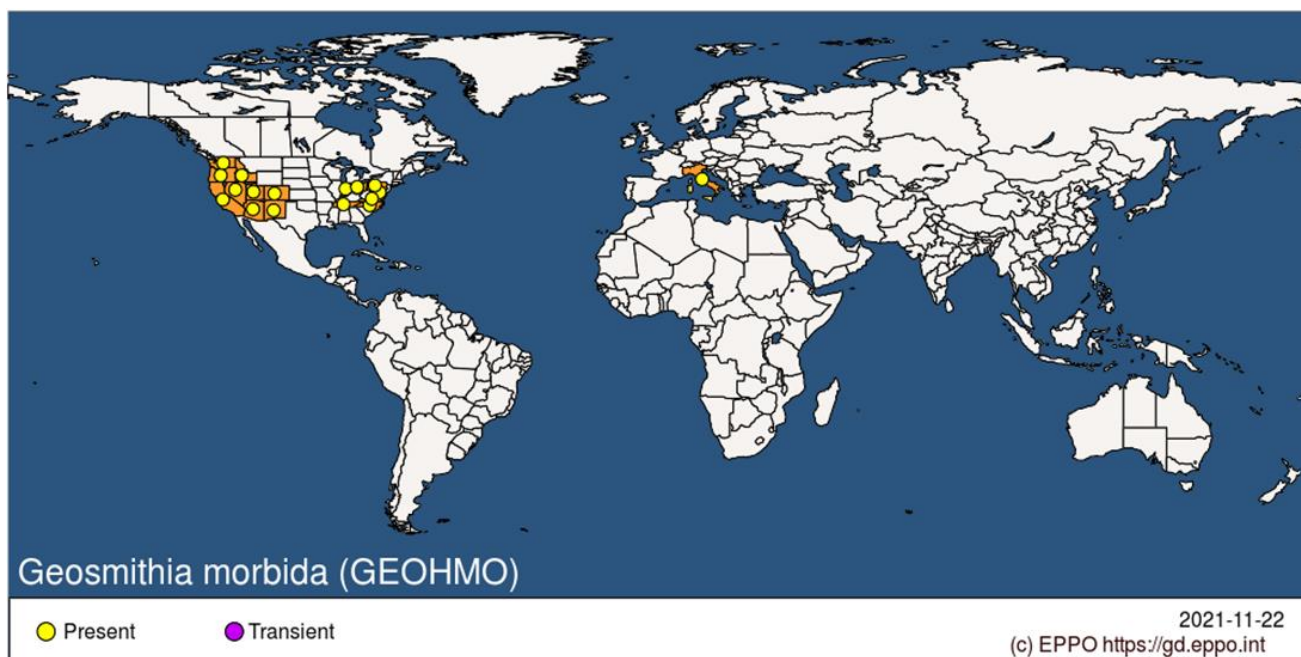 Geosmithia morbida (GEOHMO)
Present
Transient
2021-11-22
(c) EPPO https://gd.eppo.int